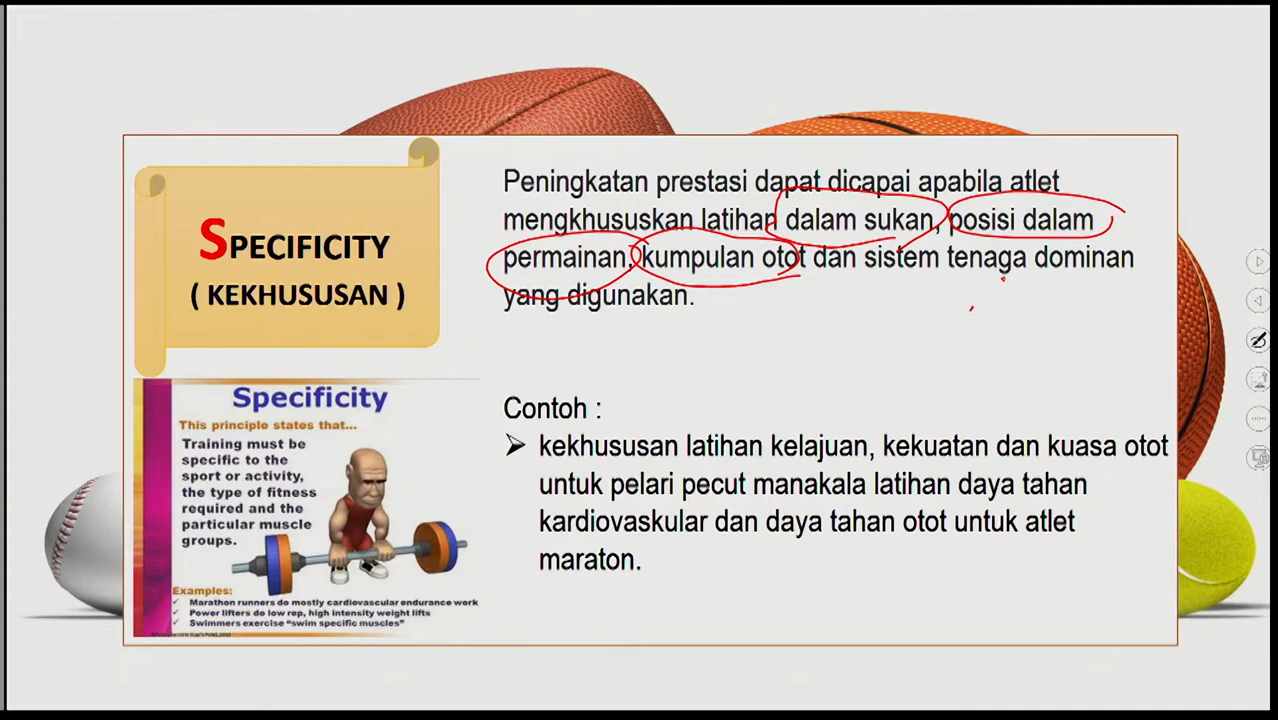 SPECIFICITY
( KEKHUSUSAN )
Peningkatan prestasi dapat dicapai apabila atlet
mengkhususkan latihan dalam sukan, posisi dalam
permainan, kumpulan otot dan sistem tenaga dominan
yang digunakan.
Specificity
This principle states that...
Training must be
specific to the
sport or activity,
the type of fitness
required and the
particular muscle
groups.
Examples:
✓ Marathon runners do mostly cardiovascular endurance work
✓ Power lifters do low rep, high intensity weight lifts
✓ Swimmers exercise "swim specific muscles"
Contoh :
➢ kekhususan latihan kelajuan, kekuatan dan kuasa otot
untuk pelari pecut manakala latihan daya tahan
kardiovaskular dan daya tahan otot untuk atlet
maraton.